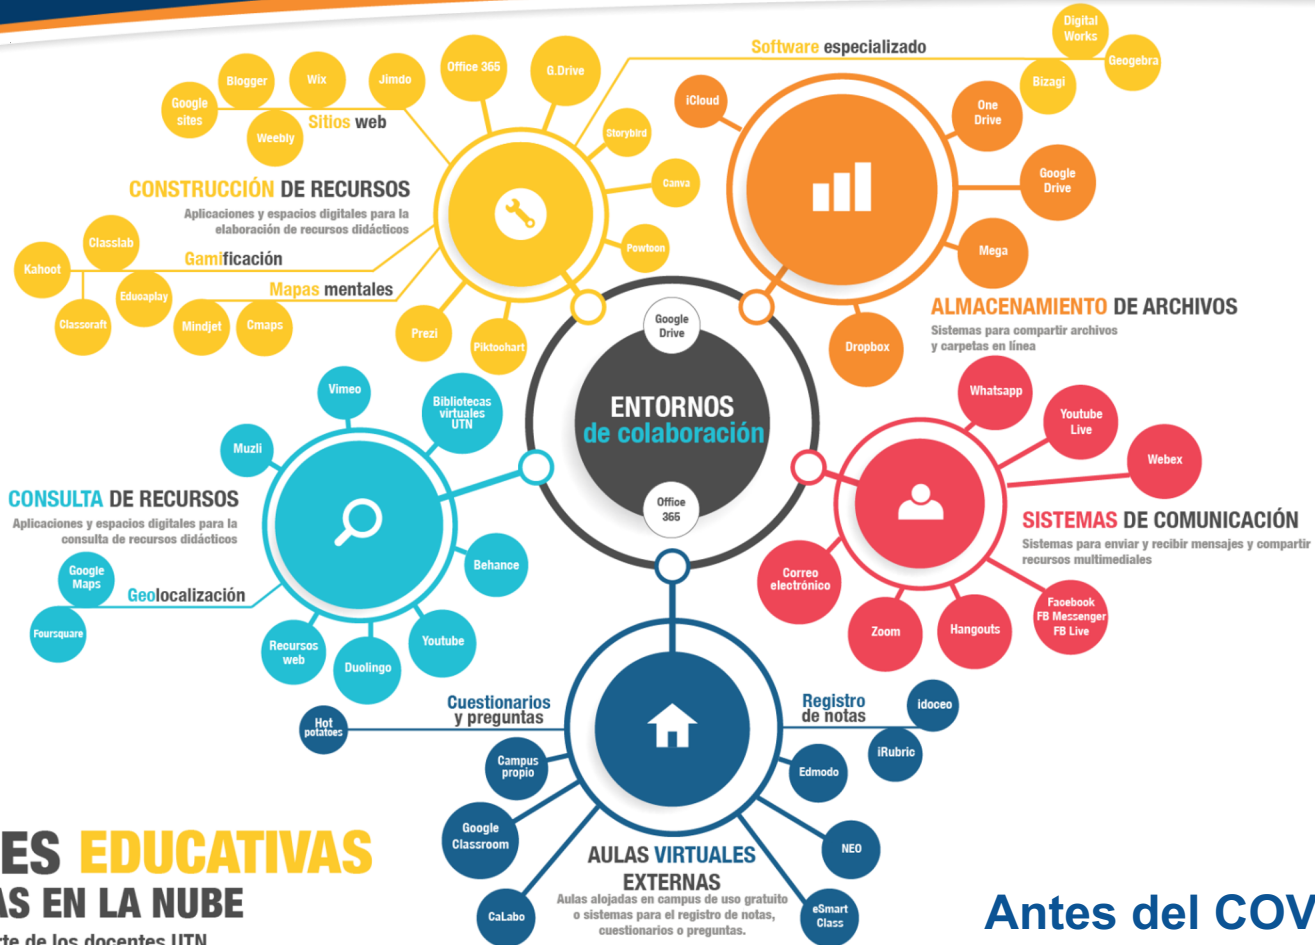 Software especializado
Digital
Works
Geogebra
Bizagi
Office 365
G.Drive
Blogger
Wix
Jimdo
Google
sites
Weebly
Sitios web
Storybird
Canva
Powtoon
Piktoohart
Prezi
CONSTRUCCIÓN DE RECURSOS
Aplicaciones y espacios digitales para la
elaboración de recursos didácticos
Gamificación
Kahoot
Classlab
Educaplay
Classoraft
Mapas mentales
Mindjet
Cmaps
iCloud
One
Drive
Google
Drive
Mega
Dropbox
ALMACENAMIENTO DE ARCHIVOS
Sistemas para compartir archivos
y carpetas en línea
Google
Drive
ENTORNOS
de colaboración
Office
365
Vimeo
Bibliotecas
virtuales
UTN
Muzli
CONSULTA DE RECURSOS
Aplicaciones y espacios digitales para la
consulta de recursos didácticos
Google
Maps
Geolocalización
Foursquare
Behance
Youtube
Duolingo
Recursos
web
Whatsapp
Youtube
Live
Webex
SISTEMAS DE COMUNICACIÓN
Sistemas para enviar y recibir mensajes y compartir
recursos multimediales
Correo
electrónico
Zoom
Hangouts
Facebook
FB Messenger
FB Live
Cuestionarios
y preguntas
Hot
potatoes
Registro
de notas
idoceo
iRubric
Campus
propio
Google
Classroom
CaLabo
Edmodo
NEO
eSmart
Class
AULAS VIRTUALES
EXTERNAS
Aulas alojadas en campus de uso gratuito
o sistemas para el registro de notas,
cuestionarios o preguntas.
ES EDUCATIVAS
AS EN LA NUBE
rte de los docentes UTN
Antes del COV